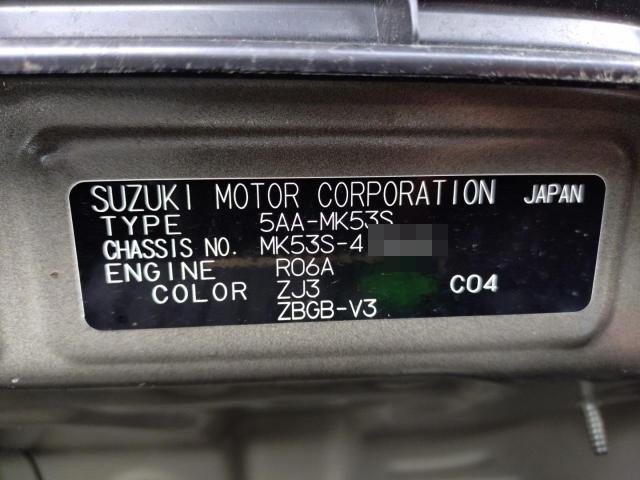 SUZUKI MOTOR CORPORATION JAPAN
TYPE 5AA-MK53S
CHASSIS NO. MK53S-4
ENGINE R06A
COLOR ZJ3 C04
ZBGB-V3